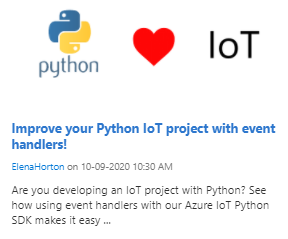 python IoT
Improve your Python IoT project with event
handlers!
ElenaHorton on 10-09-2020 10:30 AM
Are you developing an IoT project with Python? See
how using event handlers with our Azure IoT Python
SDK makes it easy ...